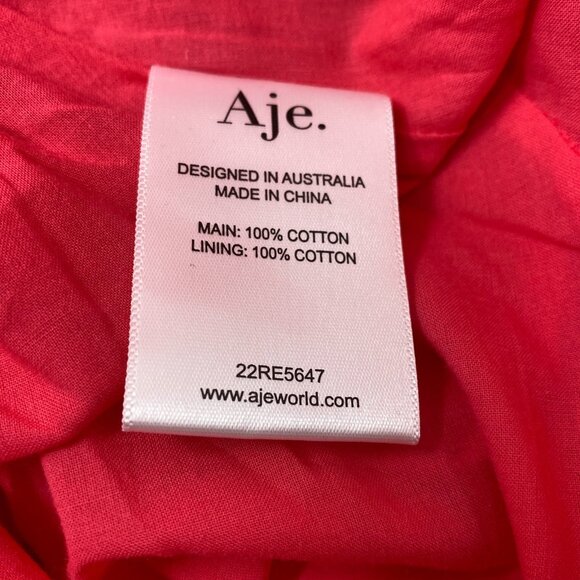 Aje.
DESIGNED IN AUSTRALIA
MADE IN CHINA
MAIN: 100% COTTON
LINING: 100% COTTON
22RE5647
www.ajeworld.com